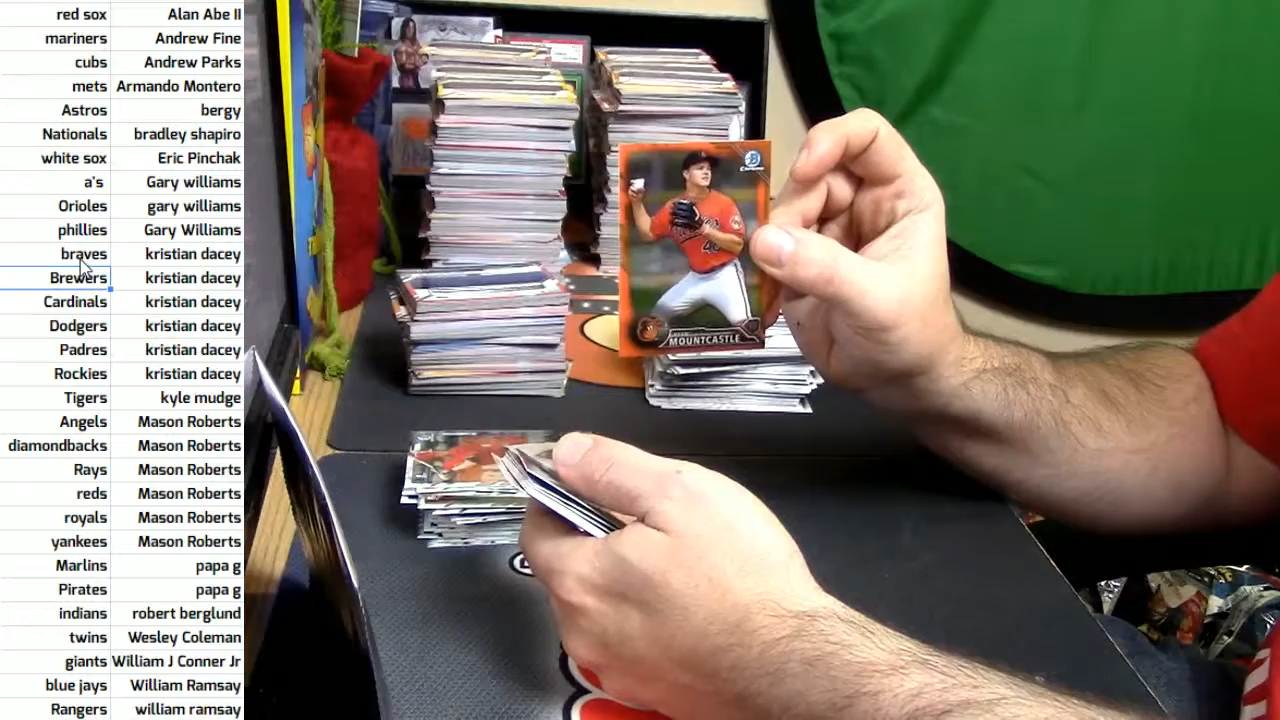 red sox Alan Abe II
mariners Andrew Fine
cubs Andrew Parks
mets Armando Montero
Astros bergy
Nationals bradley shapiro
white sox Eric Pinchak
a's Gary williams
Orioles gary williams
phillies Gary Williams
braves kristian dacey
Brewers kristian dacey
Cardinals kristian dacey
Dodgers kristian dacey
Padres kristian dacey
Rockies kristian dacey
Tigers kyle mudge
Angels Mason Roberts
diamondbacks Mason Roberts
Rays Mason Roberts
reds Mason Roberts
royals Mason Roberts
yankees Mason Roberts
Marlins papa g
Pirates papa g
indians robert berglund
twins Wesley Coleman
giants William J Conner Jr
blue jays William Ramsay
Rangers william ramsay
MOUNTCASTLE